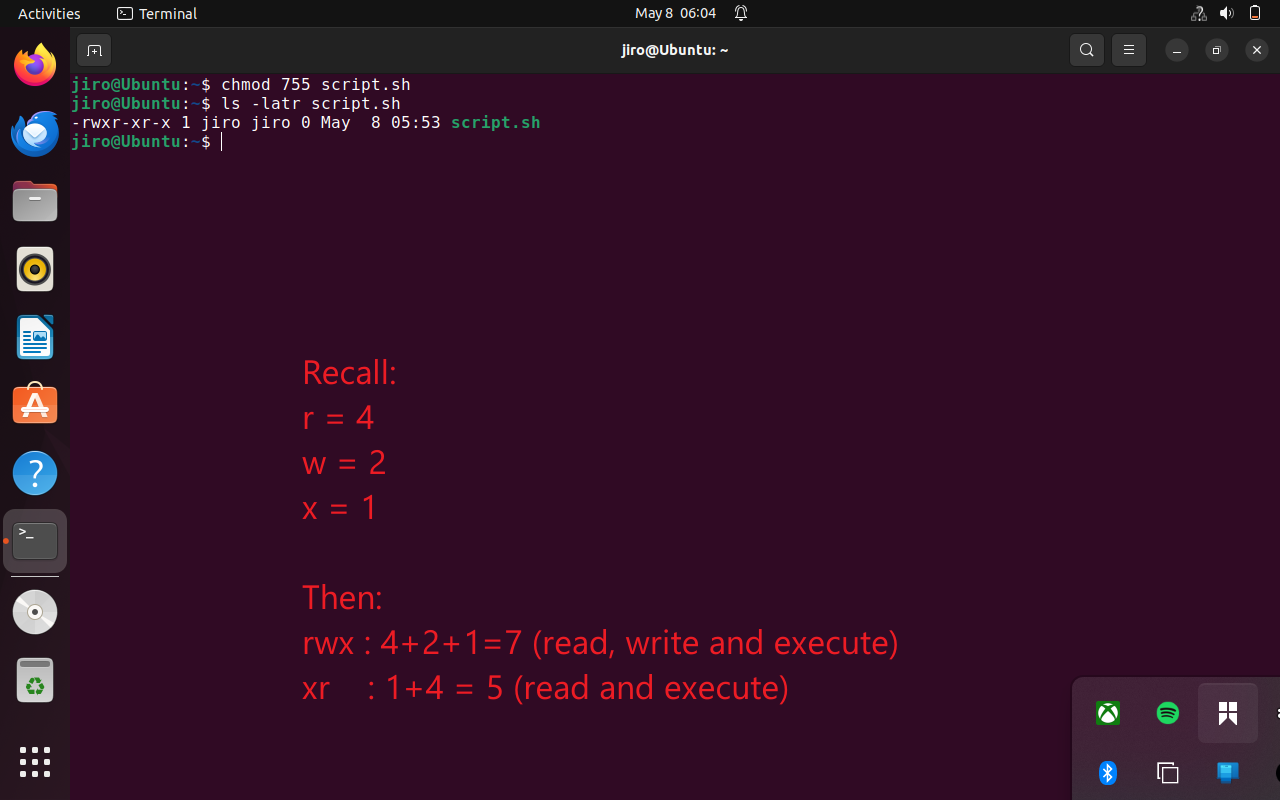 Activities
Terminal
May 8 06:04
jiro@Ubuntu: ~
jiro@Ubuntu:~$ chmod 755 script.sh
jiro@Ubuntu:~$ ls -latr script.sh
-rwxr-xr-x 1 jiro jiro 0 May  8 05:53 script.sh
jiro@Ubuntu:~$
Recall:
r = 4
w = 2
x = 1
Then:
rwx : 4+2+1=7 (read, write and execute)
xr    : 1+4 = 5 (read and execute)